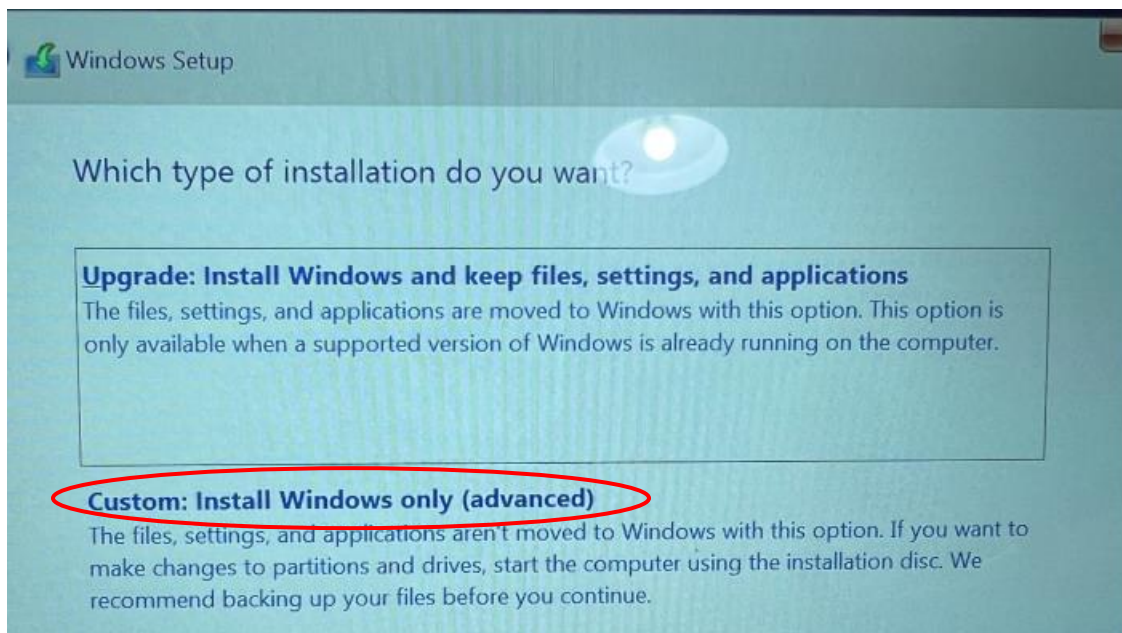 Windows Setup
Which type of installation do you want?
Upgrade: Install Windows and keep files, settings, and applications
The files, settings, and applications are moved to Windows with this option. This option is
only available when a supported version of Windows is already running on the computer.
Custom: Install Windows only (advanced)
The files, settings, and applications aren't moved to Windows with this option. If you want to
make changes to partitions and drives, start the computer using the installation disc. We
recommend backing up your files before you continue.